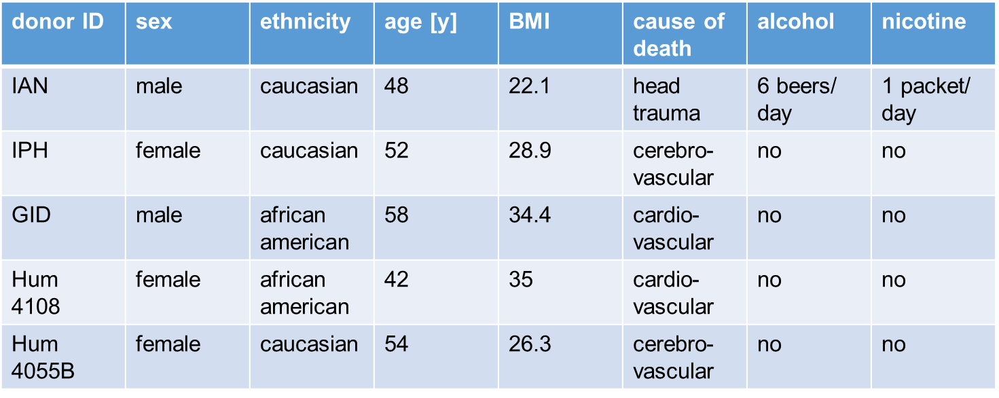 donor ID sex ethnicity age [y] BMI cause of death alcohol nicotine
IAN male caucasian 48 22.1 head trauma 6 beers/ day 1 packet/ day
IPH female caucasian 52 28.9 cerebro- vascular no no
GID male african american 58 34.4 cardio- vascular no no
Hum 4108 female african american 42 35 cardio- vascular no no
Hum 4055B female caucasian 54 26.3 cerebro- vascular no no